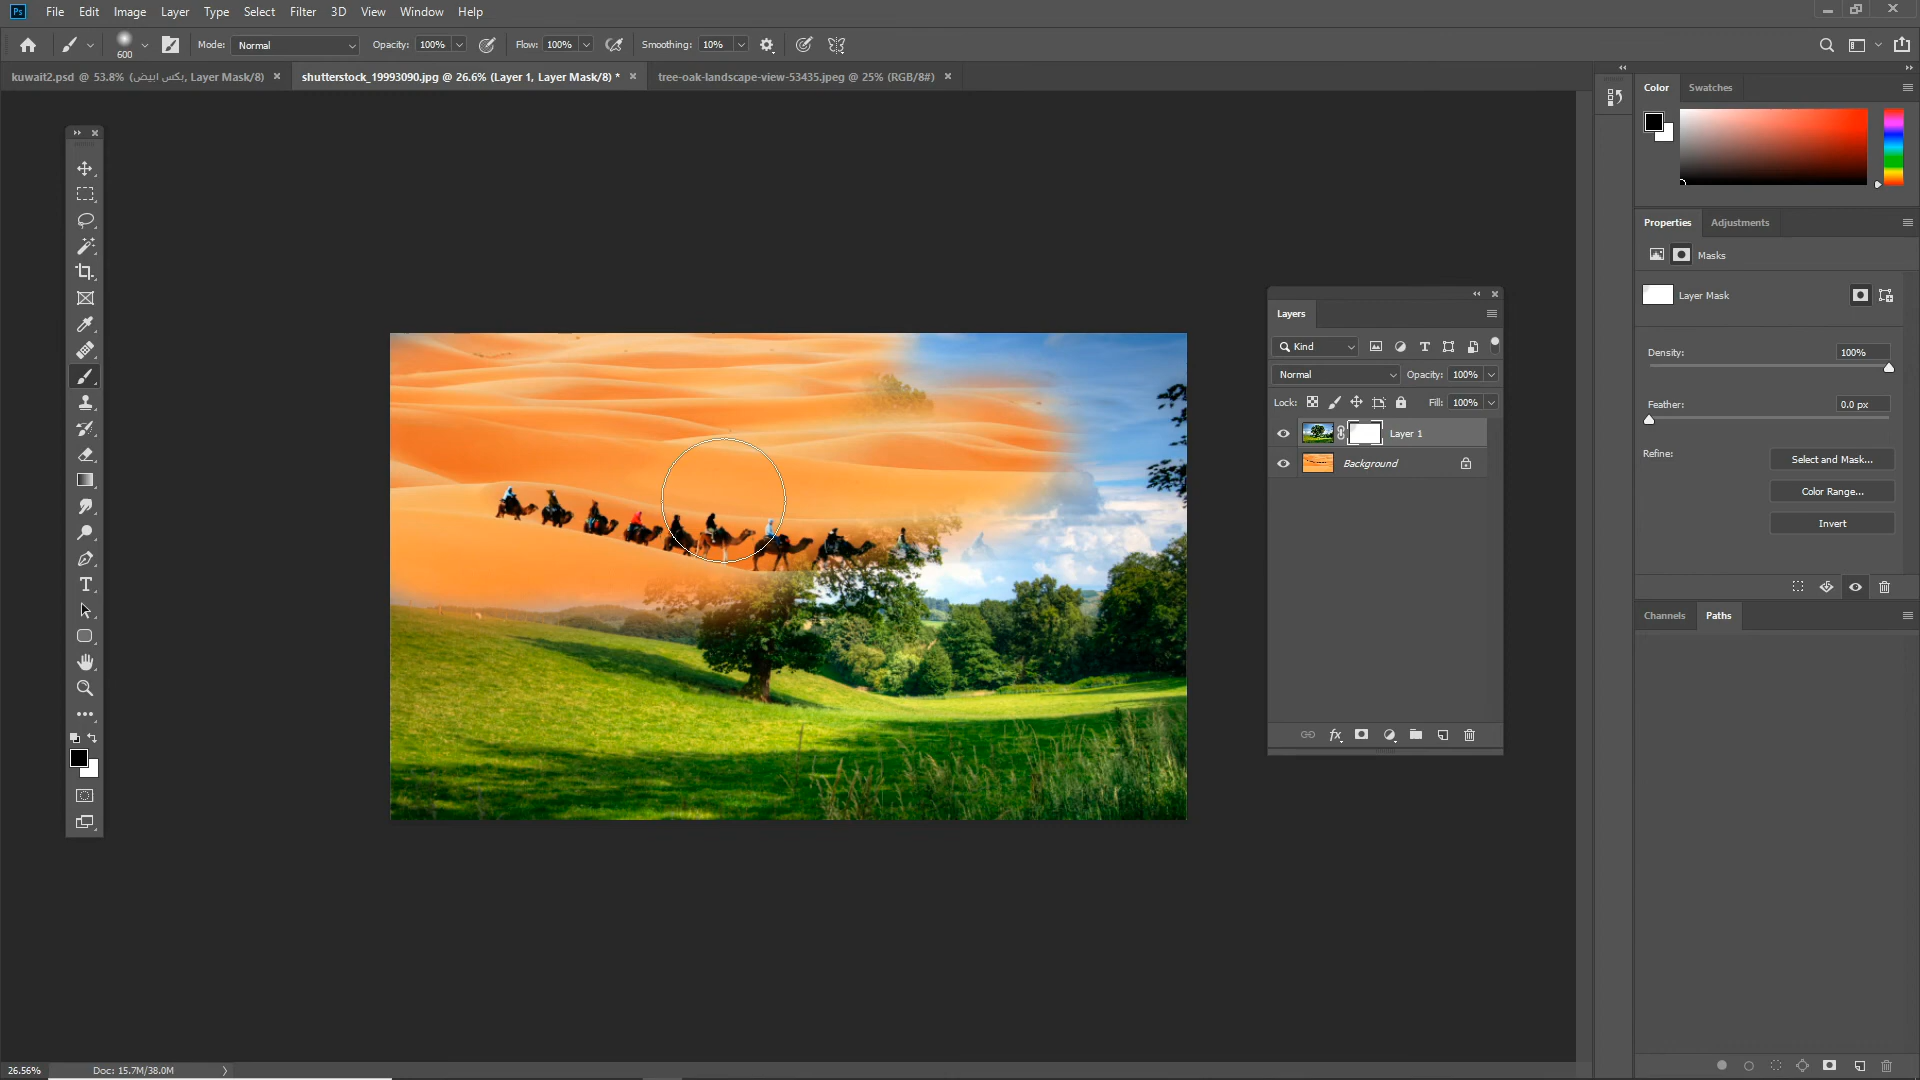 Ps File Edit Image Layer Type Select Filter 3D View Window Help
600 Mode: Normal Opacity: 100% Flow: 100% Smoothing: 10%
kuwait2.psd @ 53.8% (بكس ابيض, Layer Mask/8) × shutterstock_19993090.jpg @ 26.6% (Layer 1, Layer Mask/8) * × tree-oak-landscape-view-53435.jpeg @ 25% (RGB/8#) ×
Color Swatches
Properties Adjustments
Masks
Layer Mask
Density: 100%
Feather: 0.0 px
Refine: Select and Mask...
Color Range...
Invert
Channels Paths
Layers
Kind
Normal Opacity: 100%
Lock: Fill: 100%
Layer 1
Background
26.56% Doc: 15.7M/38.0M